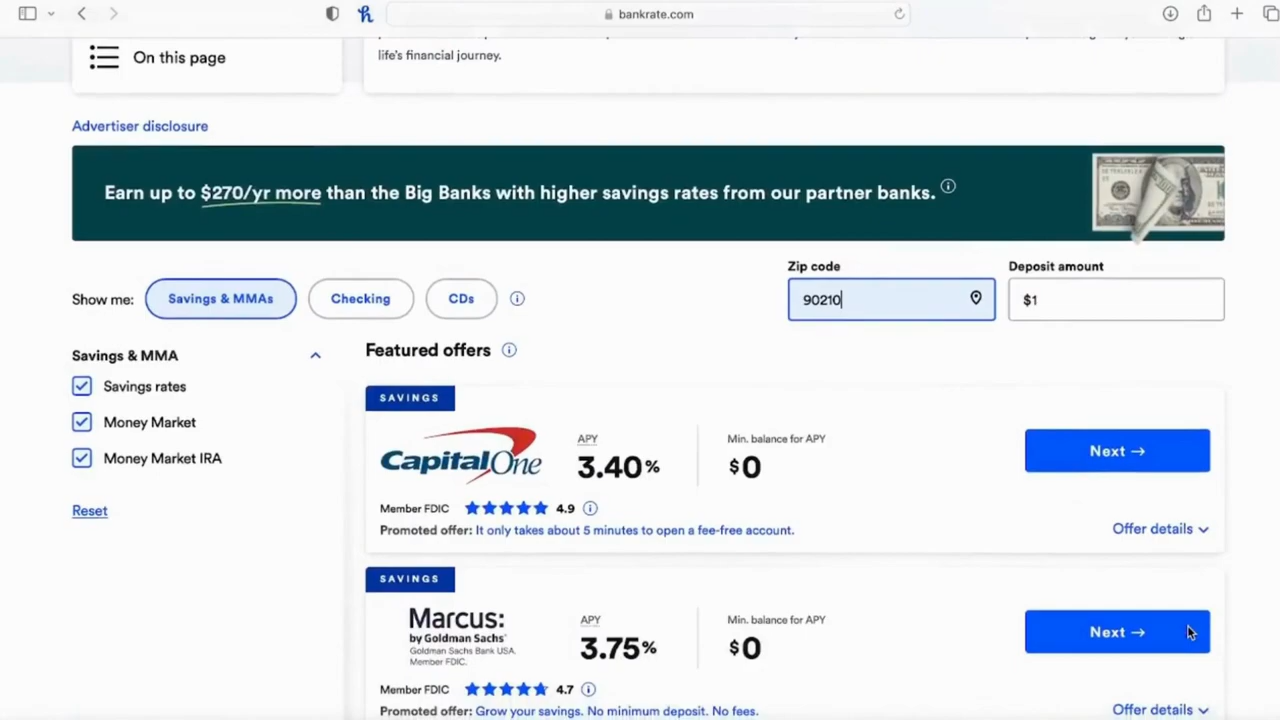 bankrate.com
On this page
life's financial journey.
Advertiser disclosure
Earn up to $270/yr more than the Big Banks with higher savings rates from our partner banks.
Zip code
Deposit amount
Show me:
Savings & MMAs
Checking
CDs
90210
$1
Savings & MMA
Savings rates
Money Market
Money Market IRA
Reset
Featured offers
SAVINGS
CapitalOne
APY
3.40%
Min. balance for APY
$0
Next →
Member FDIC
4.9
Promoted offer: It only takes about 5 minutes to open a fee-free account.
Offer details
SAVINGS
Marcus:
by Goldman Sachs®
Goldman Sachs Bank USA.
Member FDIC.
APY
3.75%
Min. balance for APY
$0
Next →
Member FDIC
4.7
Promoted offer: Grow your savings. No minimum deposit. No fees.
Offer details